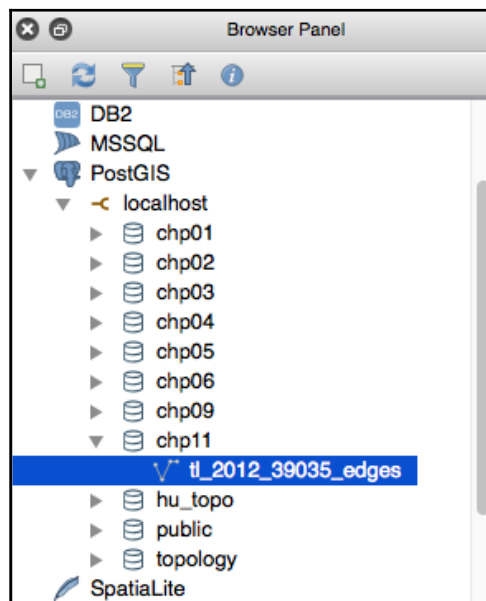 Browser Panel
DB2 DB2
MSSQL
PostGIS
localhost
chp01
chp02
chp03
chp04
chp05
chp06
chp09
chp11
tl_2012_39035_edges
hu_topo
public
topology
SpatiaLite